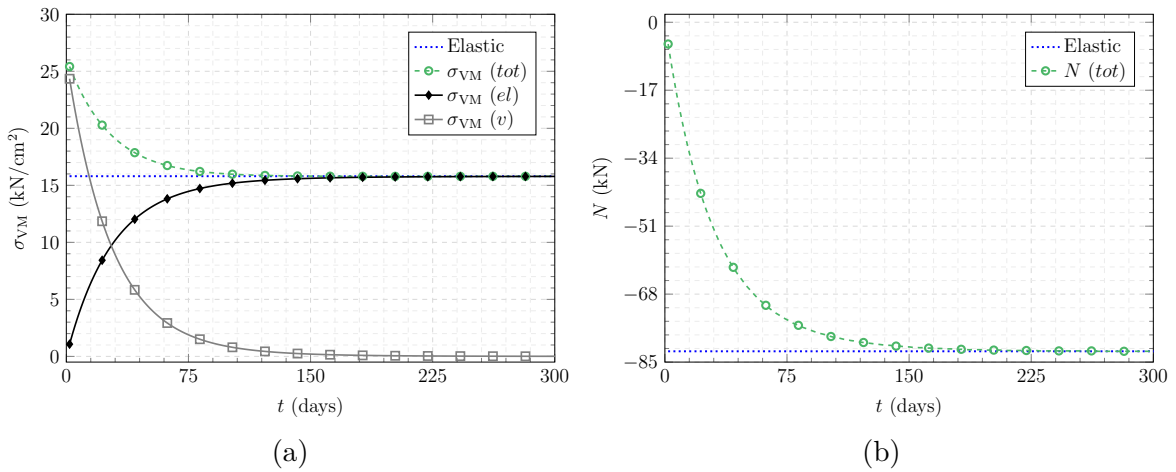 30
25
20
15
10
5
0
σVM (kN/cm²)
Elastic
σVM (tot)
σVM (el)
σVM (v)
0 75 150 225 300
t (days)
(a)
0
−17
−34
−51
−68
−85
N (kN)
Elastic
N (tot)
0 75 150 225 300
t (days)
(b)